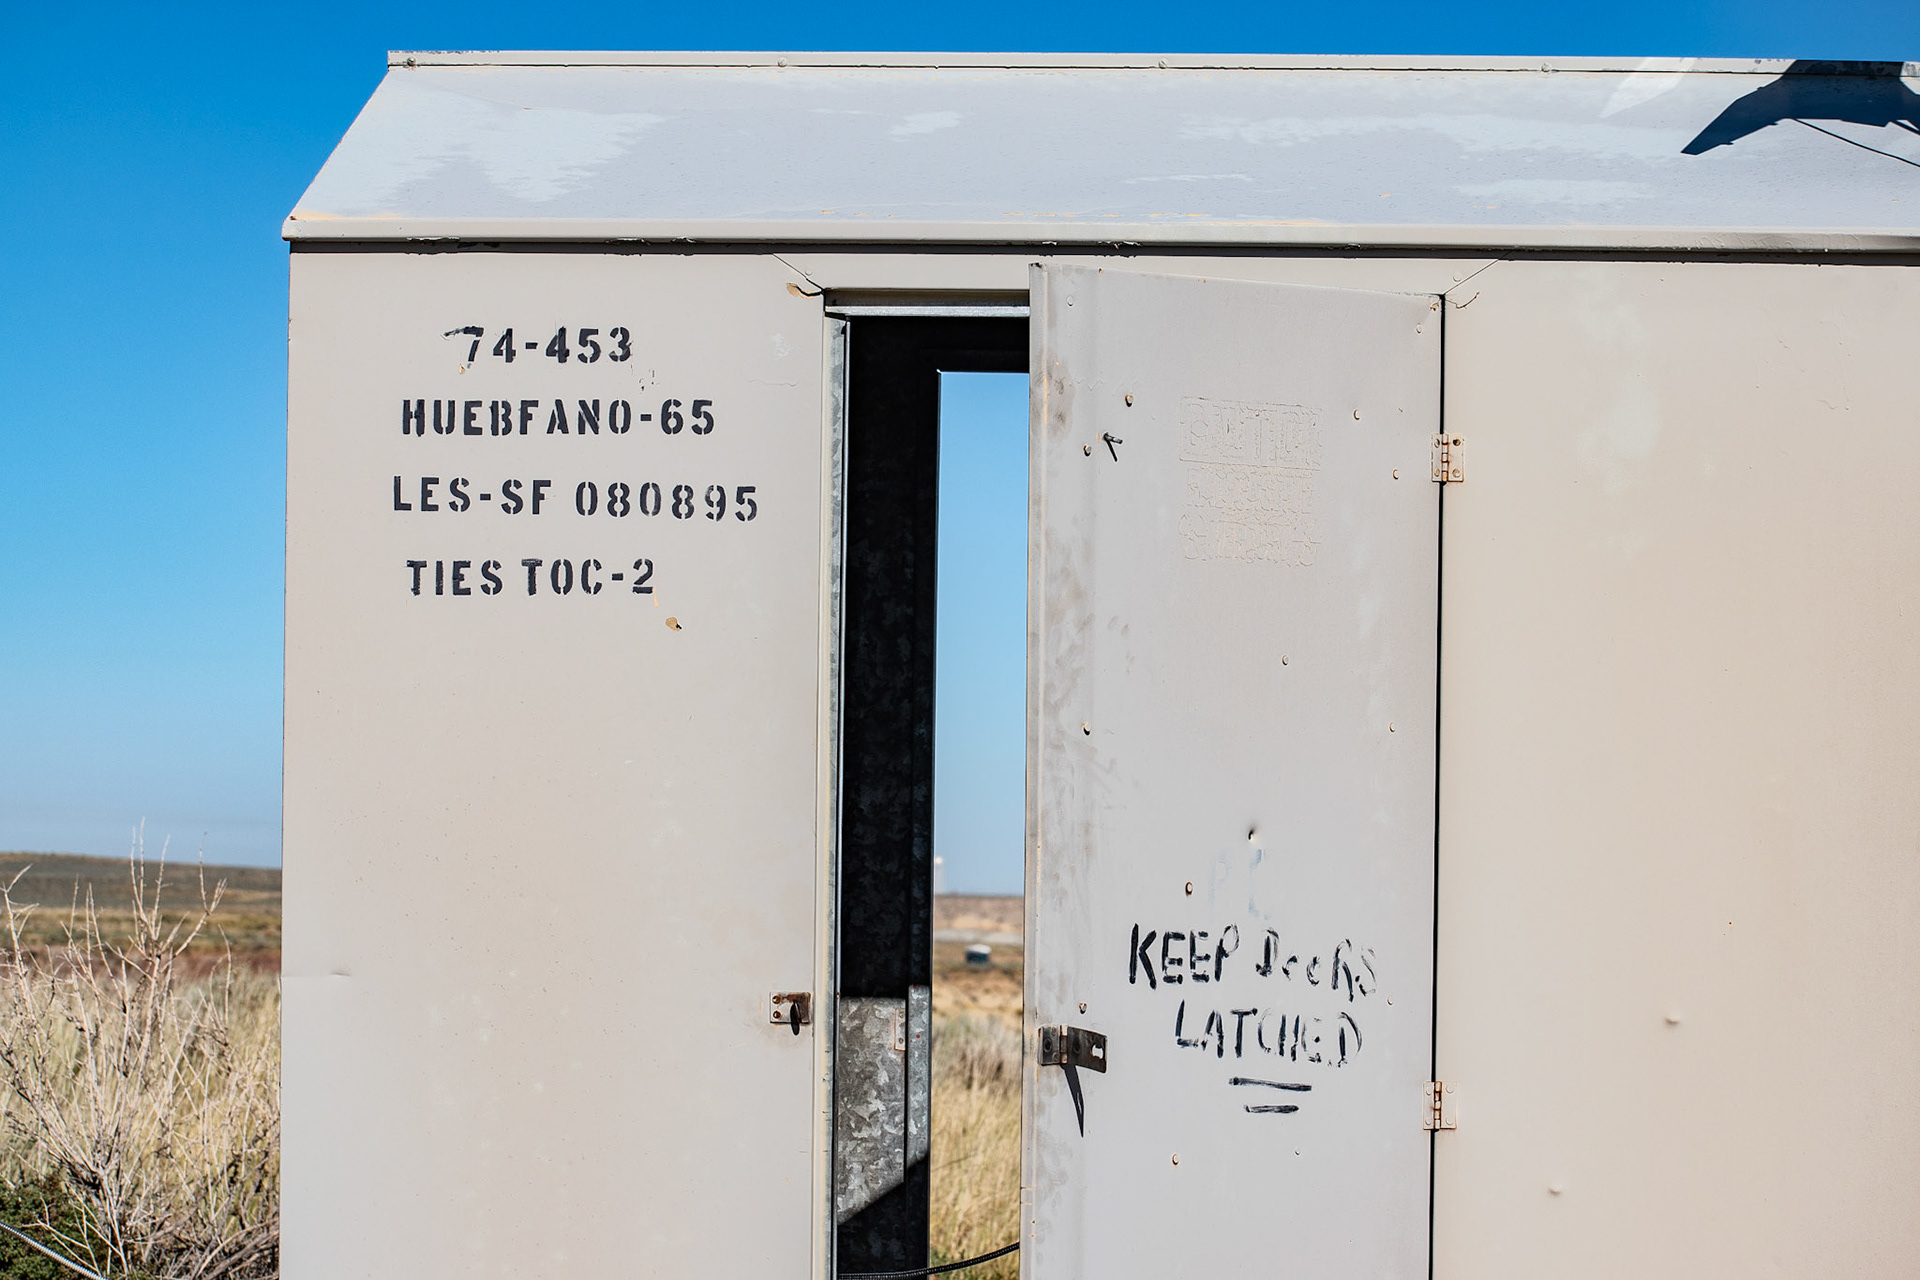 74-453
HUEBFANO-65
LES-SF 080895
TIES TOC-2
KEEP DooRS
LATCHED